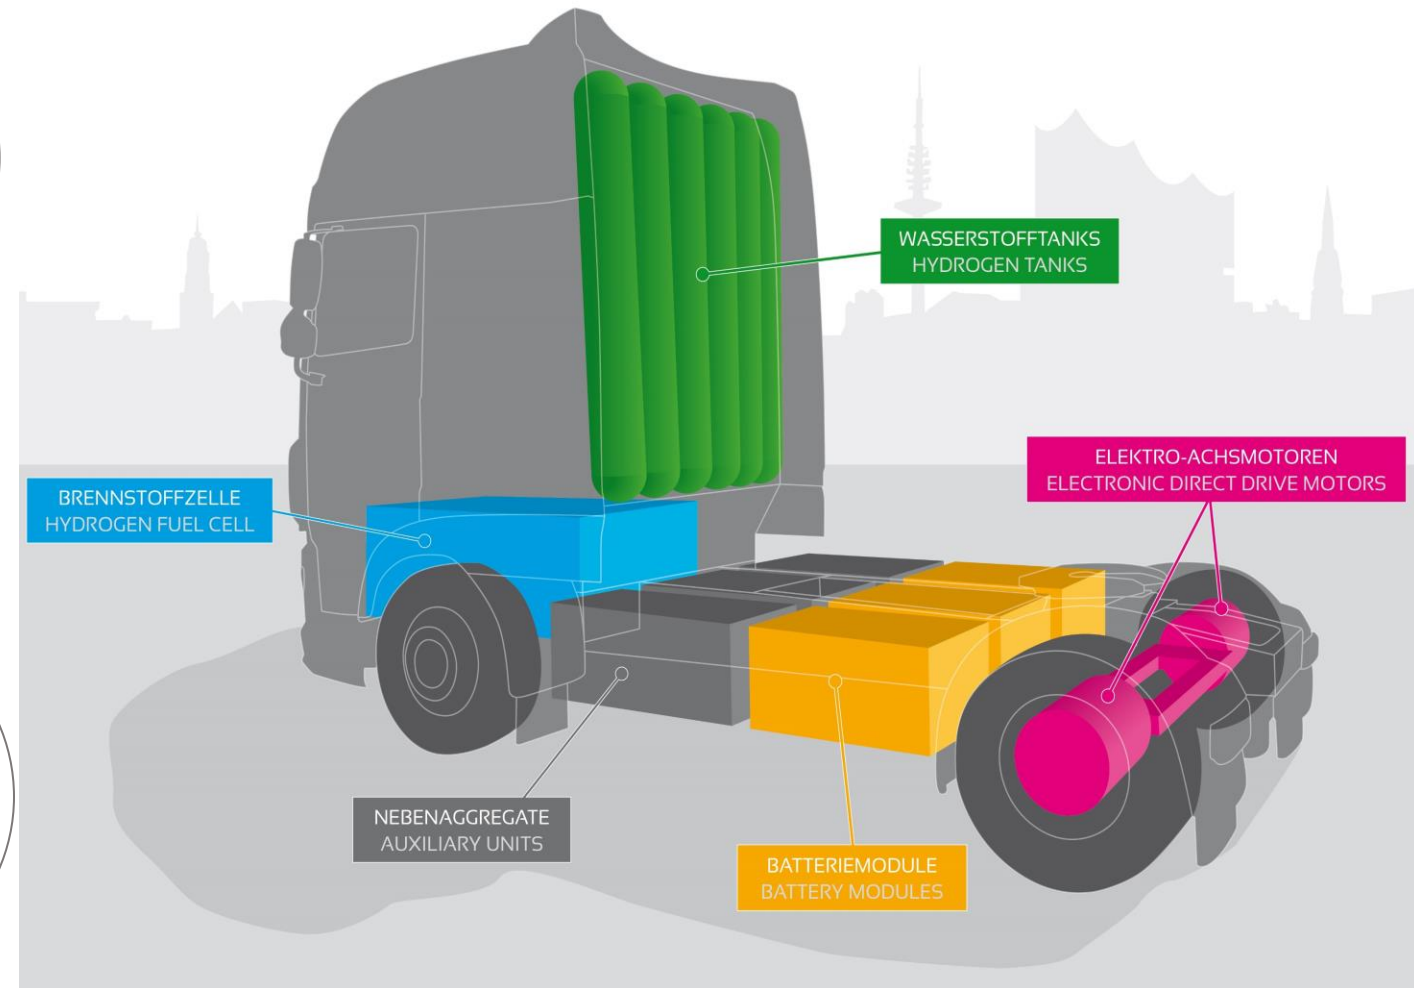 WASSERSTOFFTANKS
HYDROGEN TANKS
ELEKTRO-ACHSMOTOREN
ELECTRONIC DIRECT DRIVE MOTORS
BRENNSTOFFZELLE
HYDROGEN FUEL CELL
NEBENAGGREGATE
AUXILIARY UNITS
BATTERIEMODULE
BATTERY MODULES